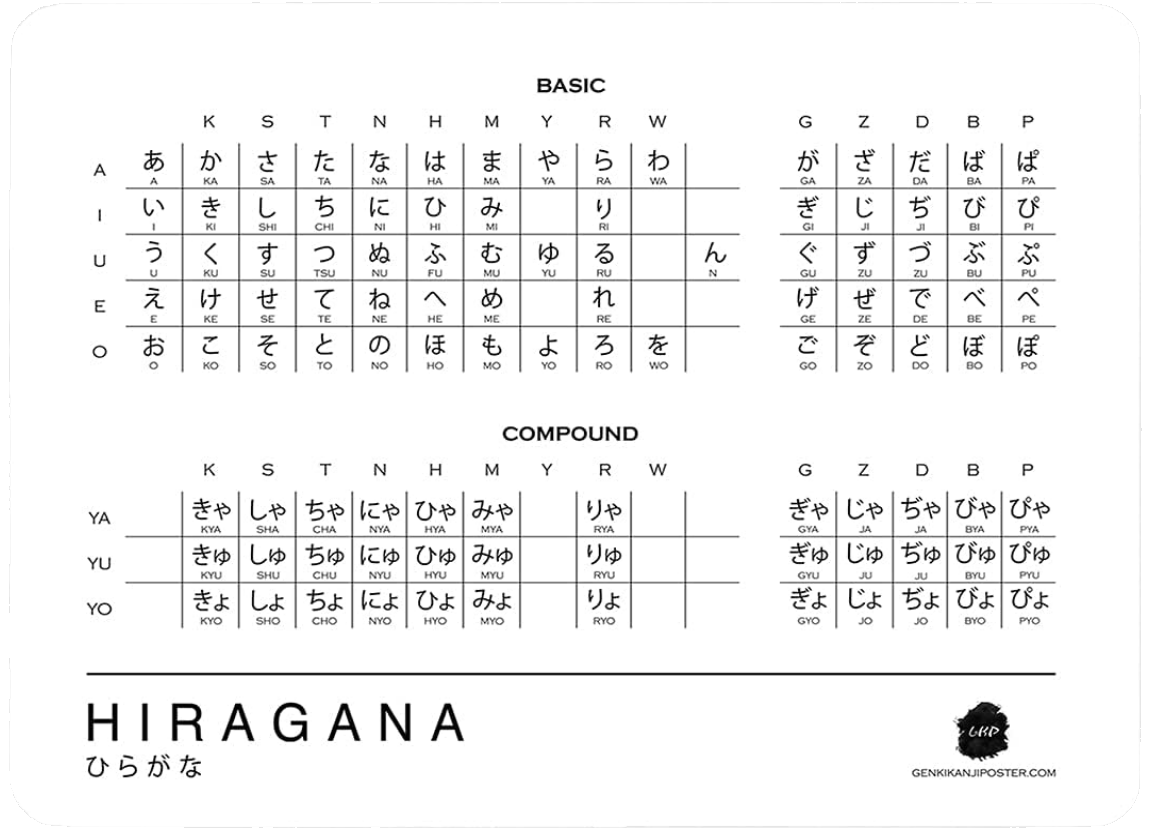 BASIC
K S T N H M Y R W G Z D B P
A あ か さ た な は ま や ら わ が ざ だ ば ぱ
A KA SA TA NA HA MA YA RA WA GA ZA DA BA PA
I い き し ち に ひ み り ぎ じ ぢ び ぴ
I KI SHI CHI NI HI MI RI GI JI JI BI PI
U う く す つ ぬ ふ む ゆ る ん ぐ ず づ ぶ ぷ
U KU SU TSU NU FU MU YU RU N GU ZU ZU BU PU
E え け せ て ね へ め れ げ ぜ で べ ぺ
E KE SE TE NE HE ME RE GE ZE DE BE PE
O お こ そ と の ほ も よ ろ を ご ぞ ど ぼ ぽ
O KO SO TO NO HO MO YO RO WO GO ZO DO BO PO
COMPOUND
K S T N H M Y R W G Z D B P
YA きゃ しゃ ちゃ にゃ ひゃ みゃ りゃ ぎゃ じゃ ぢゃ びゃ ぴゃ
KYA SHA CHA NYA HYA MYA RYA GYA JA JA BYA PYA
YU きゅ しゅ ちゅ にゅ ひゅ みゅ りゅ ぎゅ じゅ ぢゅ びゅ ぴゅ
KYU SHU CHU NYU HYU MYU RYU GYU JU JU BYU PYU
YO きょ しょ ちょ にょ ひょ みょ りょ ぎょ じょ ぢょ びょ ぴょ
KYO SHO CHO NYO HYO MYO RYO GYO JO JO BYO PYO
HIRAGANA
ひらがな
GKP
GENKIKANJIPOSTER.COM